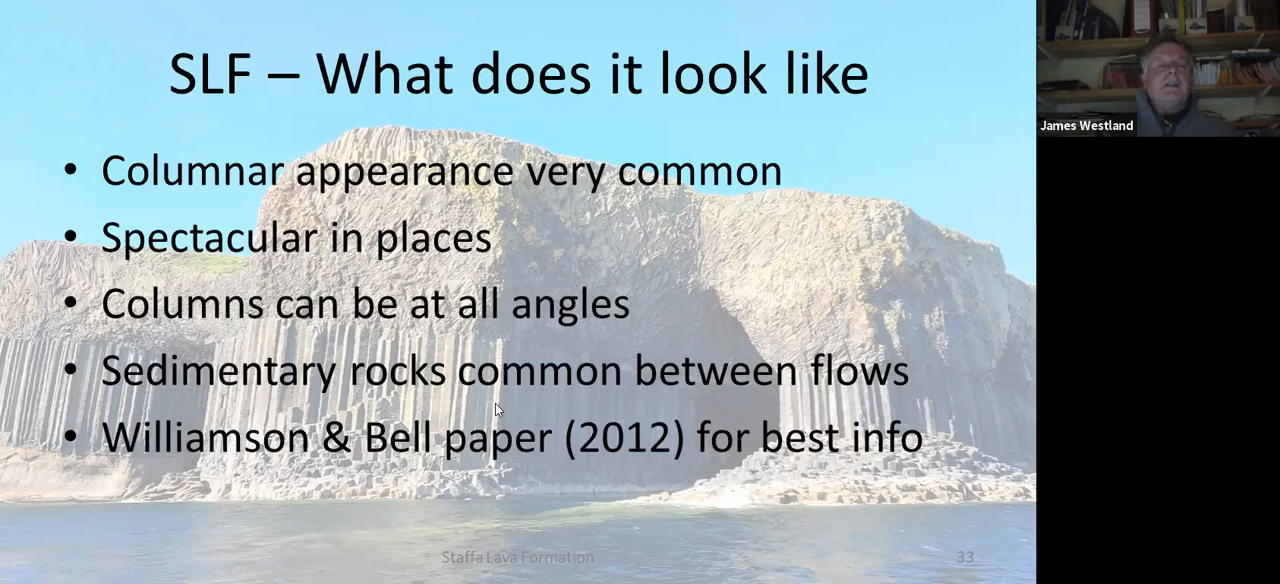 SLF – What does it look like
• Columnar appearance very common
• Spectacular in places
• Columns can be at all angles
• Sedimentary rocks common between flows
• Williamson & Bell paper (2012) for best info
Staffa Lava Formation
33
James Westland